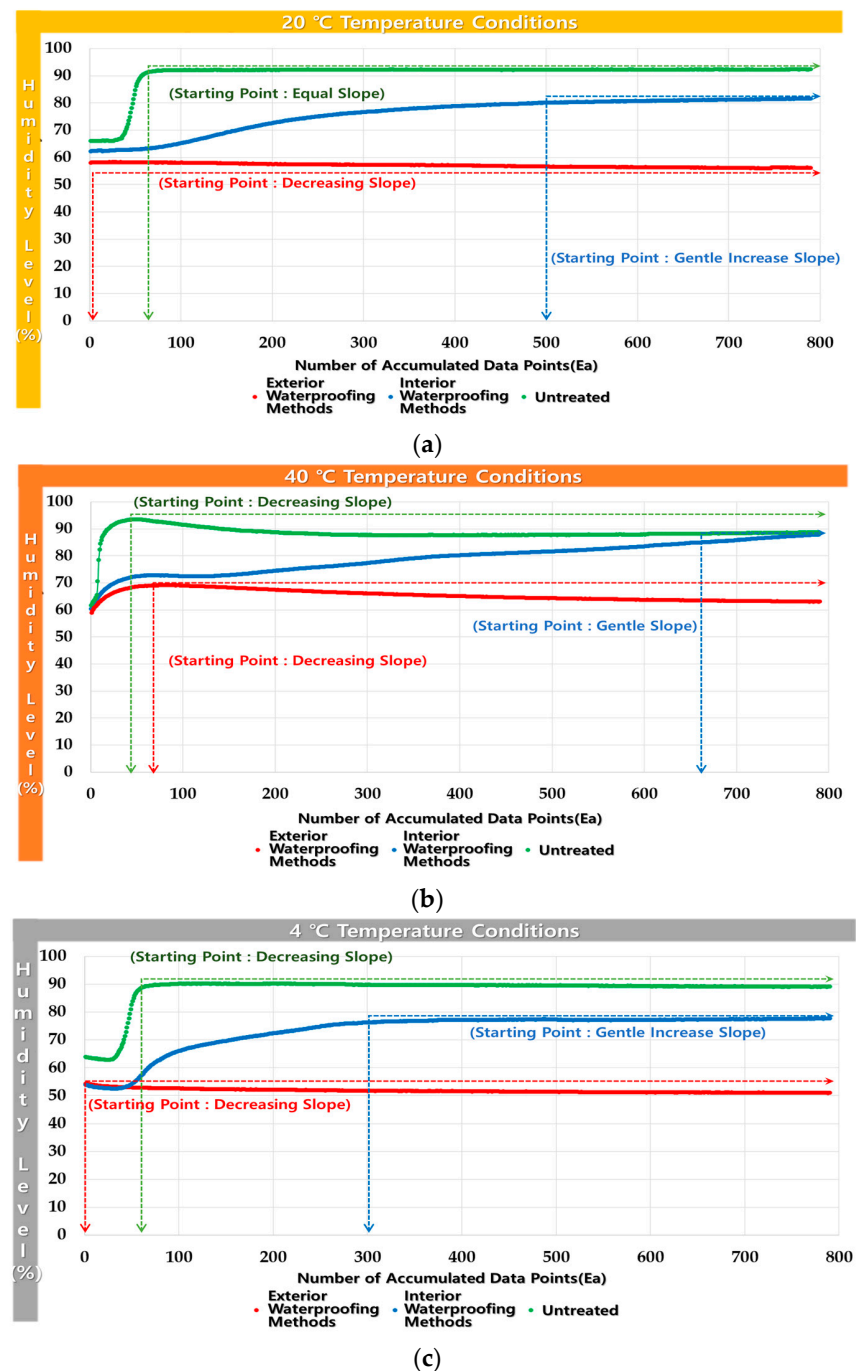 20 ℃ Temperature Conditions
Humidity Level (%)
100
90
80
70
60
50
40
30
20
10
0
(Starting Point : Equal Slope)
(Starting Point : Decreasing Slope)
(Starting Point : Gentle Increase Slope)
0 100 200 300 400 500 600 700 800
Number of Accumulated Data Points(Ea)
Exterior Waterproofing Methods
Interior Waterproofing Methods
Untreated
(a)
40 ℃ Temperature Conditions
Humidity Level (%)
100
90
80
70
60
50
40
30
20
10
0
(Starting Point : Decreasing Slope)
(Starting Point : Gentle Slope)
(Starting Point : Decreasing Slope)
0 100 200 300 400 500 600 700 800
Number of Accumulated Data Points(Ea)
Exterior Waterproofing Methods
Interior Waterproofing Methods
Untreated
(b)
4 ℃ Temperature Conditions
Humidity Level (%)
100
90
80
70
60
50
40
30
20
10
0
(Starting Point : Decreasing Slope)
(Starting Point : Gentle Increase Slope)
(Starting Point : Decreasing Slope)
0 100 200 300 400 500 600 700 800
Number of Accumulated Data Points(Ea)
Exterior Waterproofing Methods
Interior Waterproofing Methods
Untreated
(c)